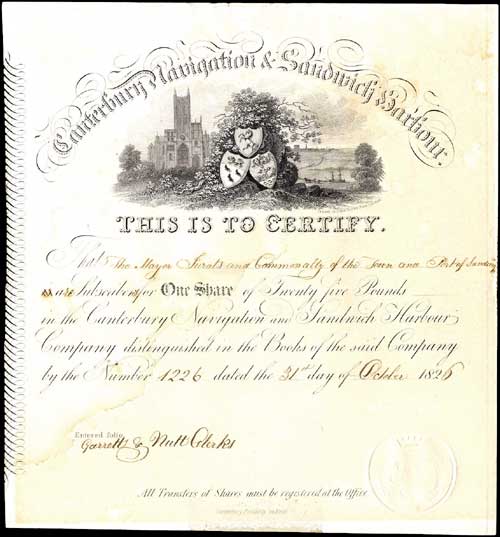 Canterbury Navigation & Sandwich Harbour.
THIS IS TO CERTIFY.
That the Mayor Jurats and Commonalty of the Town and Port of Sandwich
are Subscribers for One Share of Twenty five Pounds
in the Canterbury Navigation and Sandwich Harbour
Company distinguished in the Books of the said Company
by the Number 1226 dated the 31st day of October 1826
Entered folio
Garrett & Nutt Clerks
All Transfers of Shares must be registered at the Office.